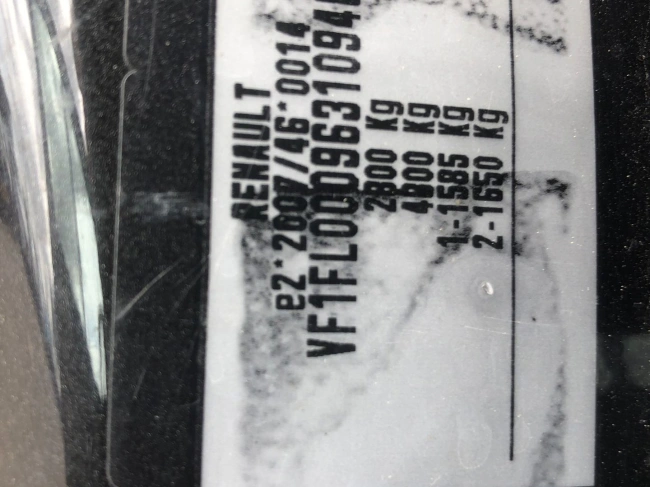 RENAULT
e2*2007/46*0014
2800 Kg
4800 Kg
1-1585 Kg
2-1650 Kg